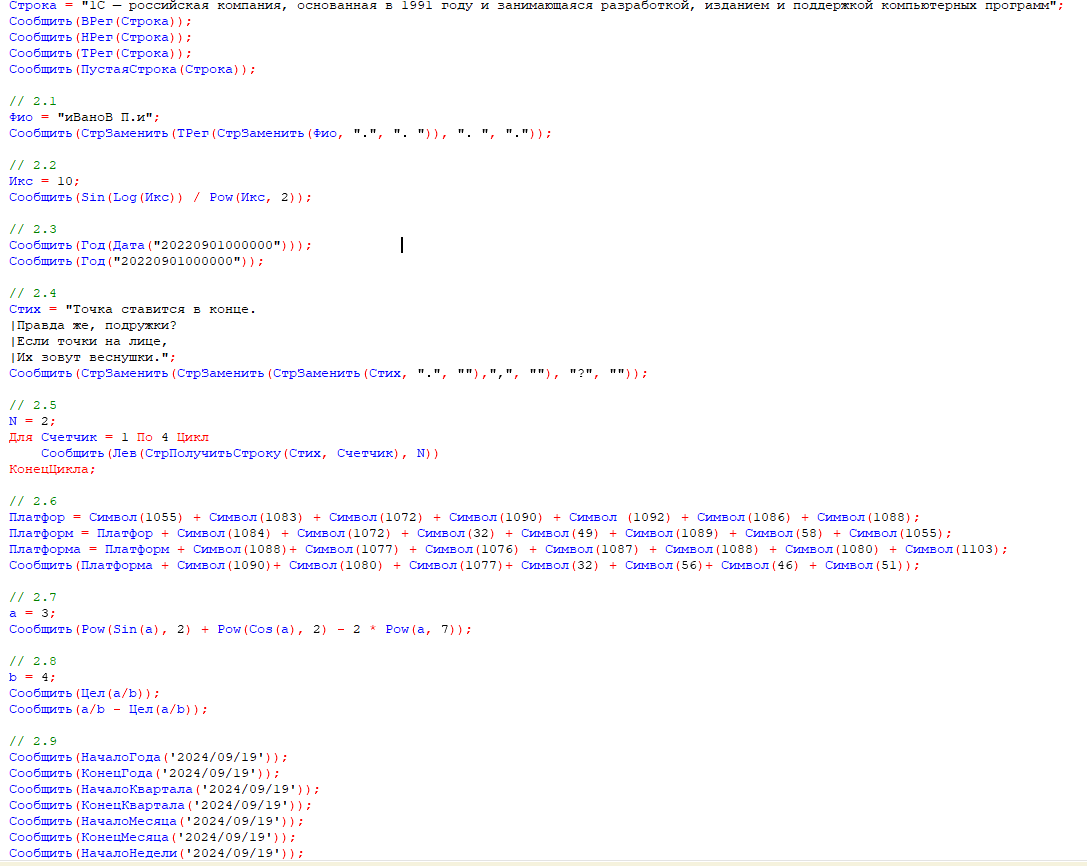 Строка = "1С — российская компания, основанная в 1991 году и занимающаяся разработкой, изданием и поддержкой компьютерных программ";
Сообщить(ВРег(Строка));
Сообщить(НРег(Строка));
Сообщить(ТРег(Строка));
Сообщить(ПустаяСтрока(Строка));
// 2.1
Фио = "иВаноВ П.и";
Сообщить(СтрЗаменить(ТРег(СтрЗаменить(Фио, ".", ". ")), ". ", "."));
// 2.2
Икс = 10;
Сообщить(Sin(Log(Икс)) / Pow(Икс, 2));
// 2.3
Сообщить(Год(Дата("20220901000000")));
Сообщить(Год("20220901000000"));
// 2.4
Стих = "Точка ставится в конце.
|Правда же, подружки?
|Если точки на лице,
|Их зовут веснушки.";
Сообщить(СтрЗаменить(СтрЗаменить(СтрЗаменить(Стих, ".", ""),",", ""), "?", ""));
// 2.5
N = 2;
Для Счетчик = 1 По 4 Цикл
    Сообщить(Лев(СтрПолучитьСтроку(Стих, Счетчик), N))
КонецЦикла;
// 2.6
Платфор = Символ(1055) + Символ(1083) + Символ(1072) + Символ(1090) + Символ (1092) + Символ(1086) + Символ(1088);
Платформ = Платфор + Символ(1084) + Символ(1072) + Символ(32) + Символ(49) + Символ(1089) + Символ(58) + Символ(1055);
Платформа = Платформ + Символ(1088)+ Символ(1077) + Символ(1076) + Символ(1087) + Символ(1088) + Символ(1080) + Символ(1103);
Сообщить(Платформа + Символ(1090)+ Символ(1080) + Символ(1077)+ Символ(32) + Символ(56)+ Символ(46) + Символ(51));
// 2.7
a = 3;
Сообщить(Pow(Sin(a), 2) + Pow(Cos(a), 2) - 2 * Pow(a, 7));
// 2.8
b = 4;
Сообщить(Цел(a/b));
Сообщить(a/b - Цел(a/b));
// 2.9
Сообщить(НачалоГода('2024/09/19'));
Сообщить(КонецГода('2024/09/19'));
Сообщить(НачалоКвартала('2024/09/19'));
Сообщить(КонецКвартала('2024/09/19'));
Сообщить(НачалоМесяца('2024/09/19'));
Сообщить(КонецМесяца('2024/09/19'));
Сообщить(НачалоНедели('2024/09/19'));